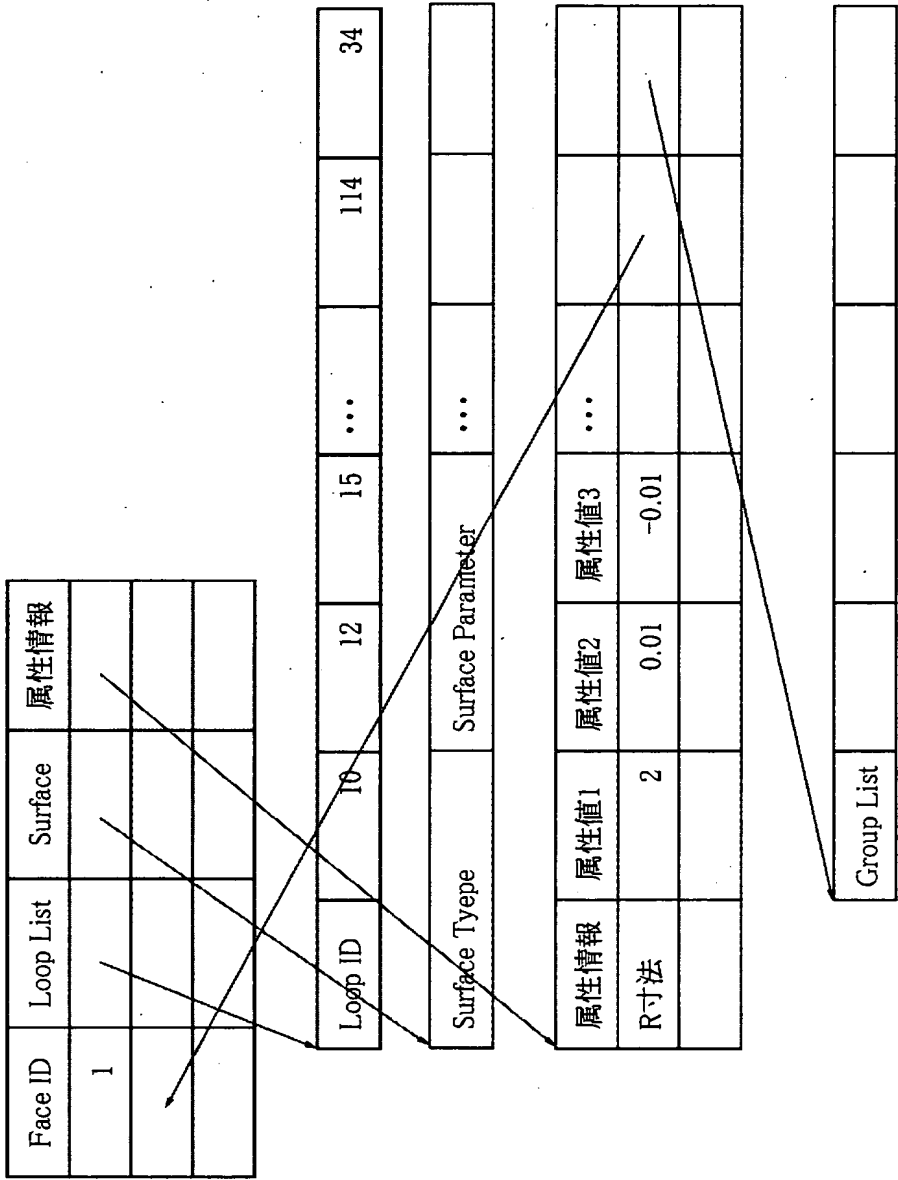 Face ID Loop List Surface 属性情報
1
Loop ID 10 12 15 ... 114 34
Surface Tyepe Surface Parameter ...
属性情報 属性値1 属性値2 属性値3 ...
R寸法 2 0.01 -0.01
Group List